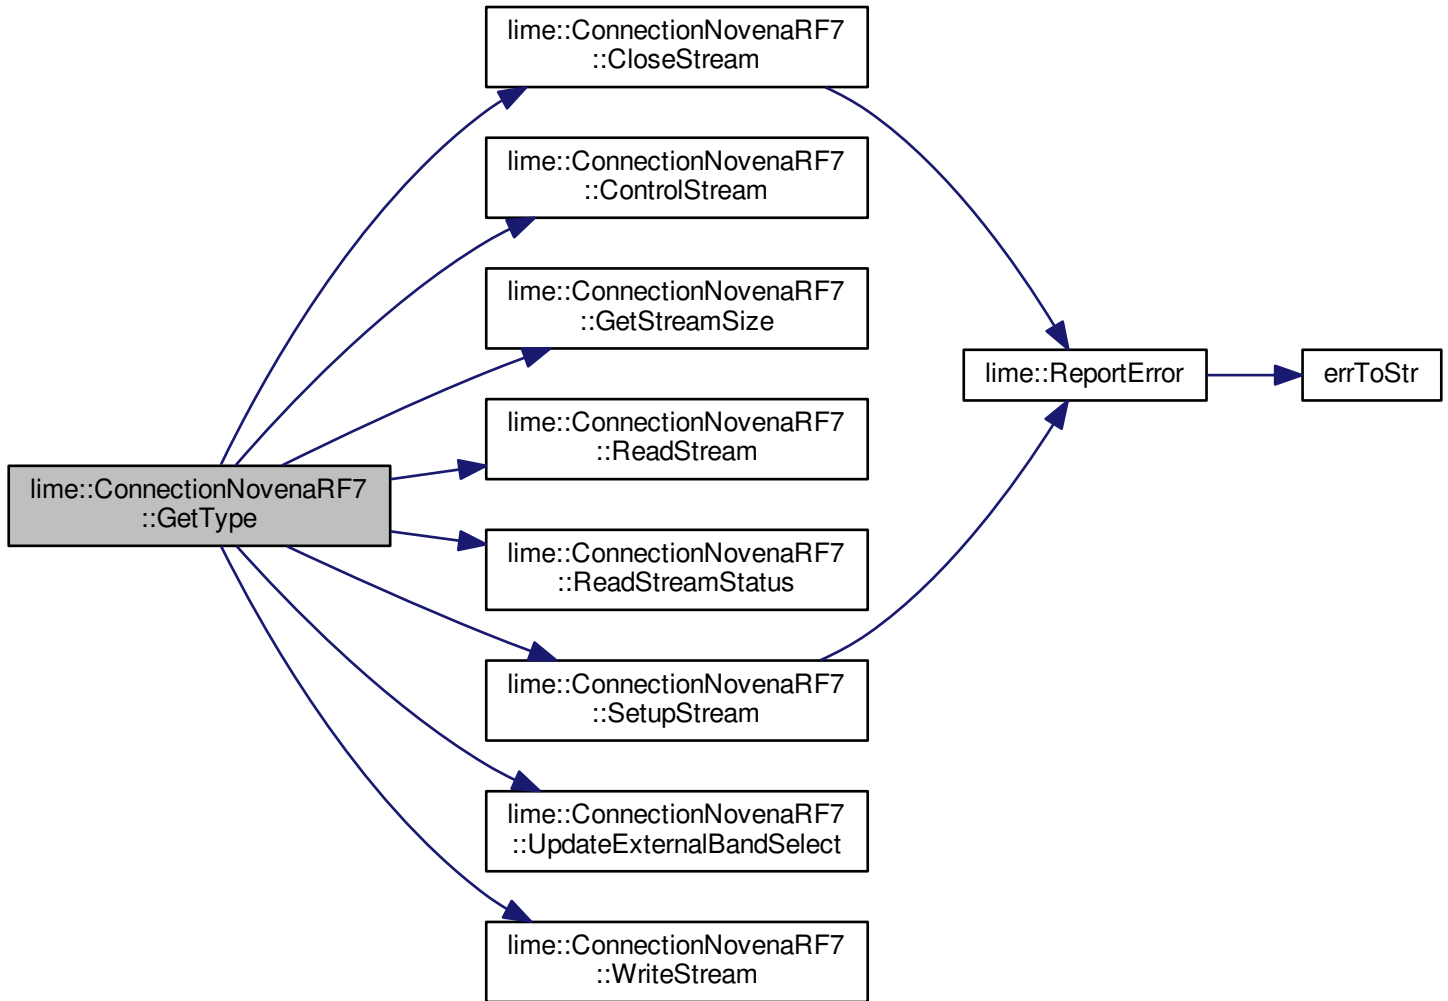 lime::ConnectionNovenaRF7
::CloseStream
lime::ConnectionNovenaRF7
::ControlStream
lime::ConnectionNovenaRF7
::GetStreamSize
lime::ConnectionNovenaRF7
::ReadStream
lime::ConnectionNovenaRF7
::GetType
lime::ConnectionNovenaRF7
::ReadStreamStatus
lime::ConnectionNovenaRF7
::SetupStream
lime::ConnectionNovenaRF7
::UpdateExternalBandSelect
lime::ConnectionNovenaRF7
::WriteStream
lime::ReportError
errToStr